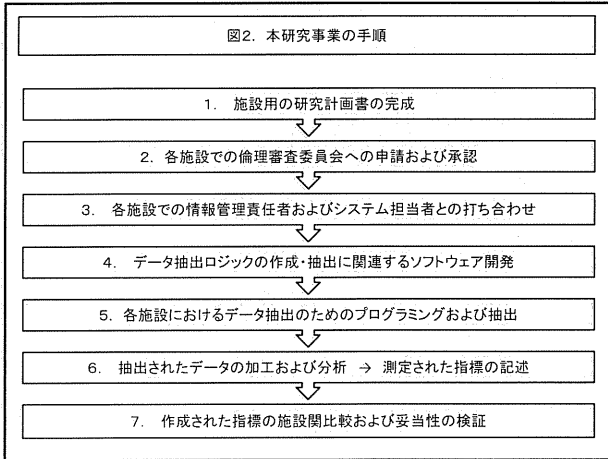 図2．本研究事業の手順
1． 施設用の研究計画書の完成
2．各施設での倫理審査委員会への申請および承認
3． 各施設での情報管理責任者およびシステム担当者との打ち合わせ
4． データ抽出ロジックの作成・抽出に関連するソフトウェア開発
5．各施設におけるデータ抽出のためのプログラミングおよび抽出
6． 抽出されたデータの加工および分析 → 測定された指標の記述
7． 作成された指標の施設関比較および妥当性の検証